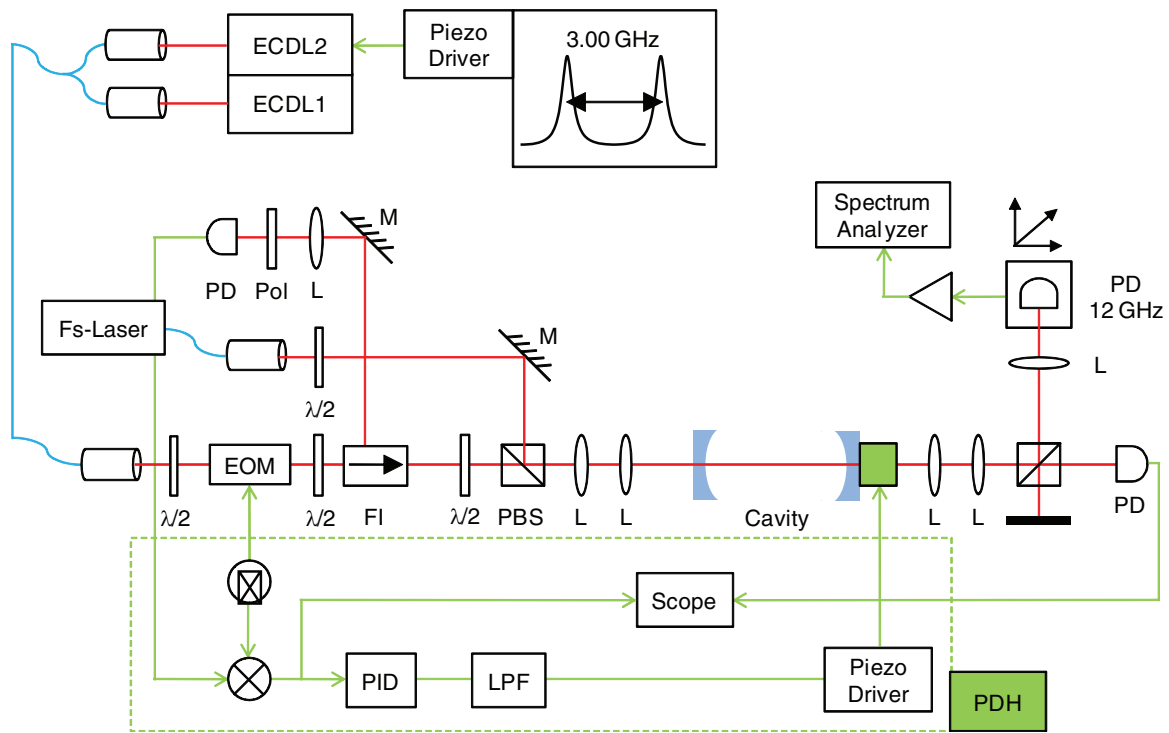 ECDL2
Piezo
Driver
3.00 GHz
ECDL1
Spectrum
Analyzer
M
PD
Pol
L
PD
12 GHz
Fs-Laser
M
L
λ/2
EOM
λ/2
λ/2
FI
λ/2
PBS
L
L
Cavity
L
L
PD
Scope
PID
LPF
Piezo
Driver
PDH